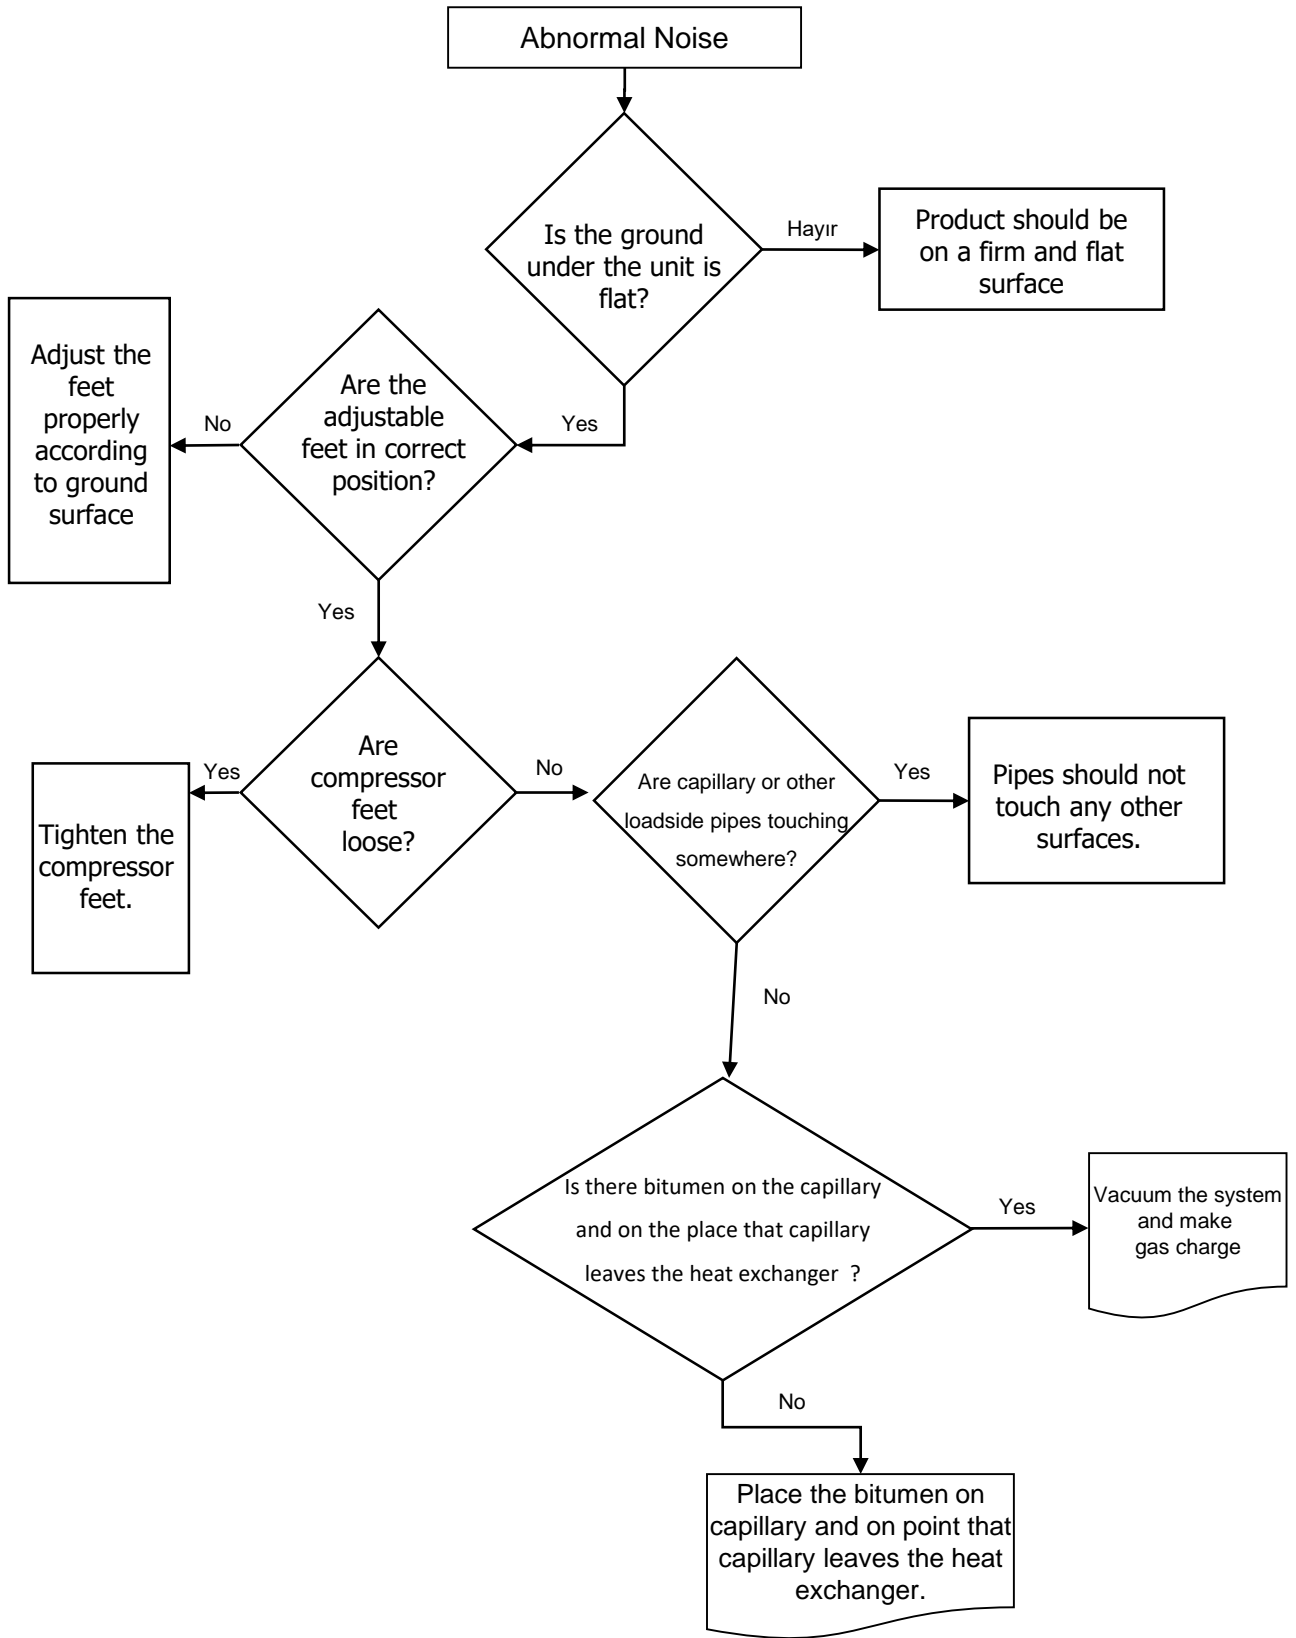 Abnormal Noise
Is the ground
under the unit is
flat?
Hayır
Product should be
on a firm and flat
surface
Yes
Are the
adjustable
feet in correct
position?
No
Adjust the
feet
properly
according
to ground
surface
Yes
Are
compressor
feet
loose?
Yes
Tighten the
compressor
feet.
No
Are capillary or other
loadside pipes touching
somewhere?
Yes
Pipes should not
touch any other
surfaces.
No
Is there bitumen on the capillary
and on the place that capillary
leaves the heat exchanger ?
Yes
Vacuum the system
and make
gas charge
No
Place the bitumen on
capillary and on point that
capillary leaves the heat
exchanger.